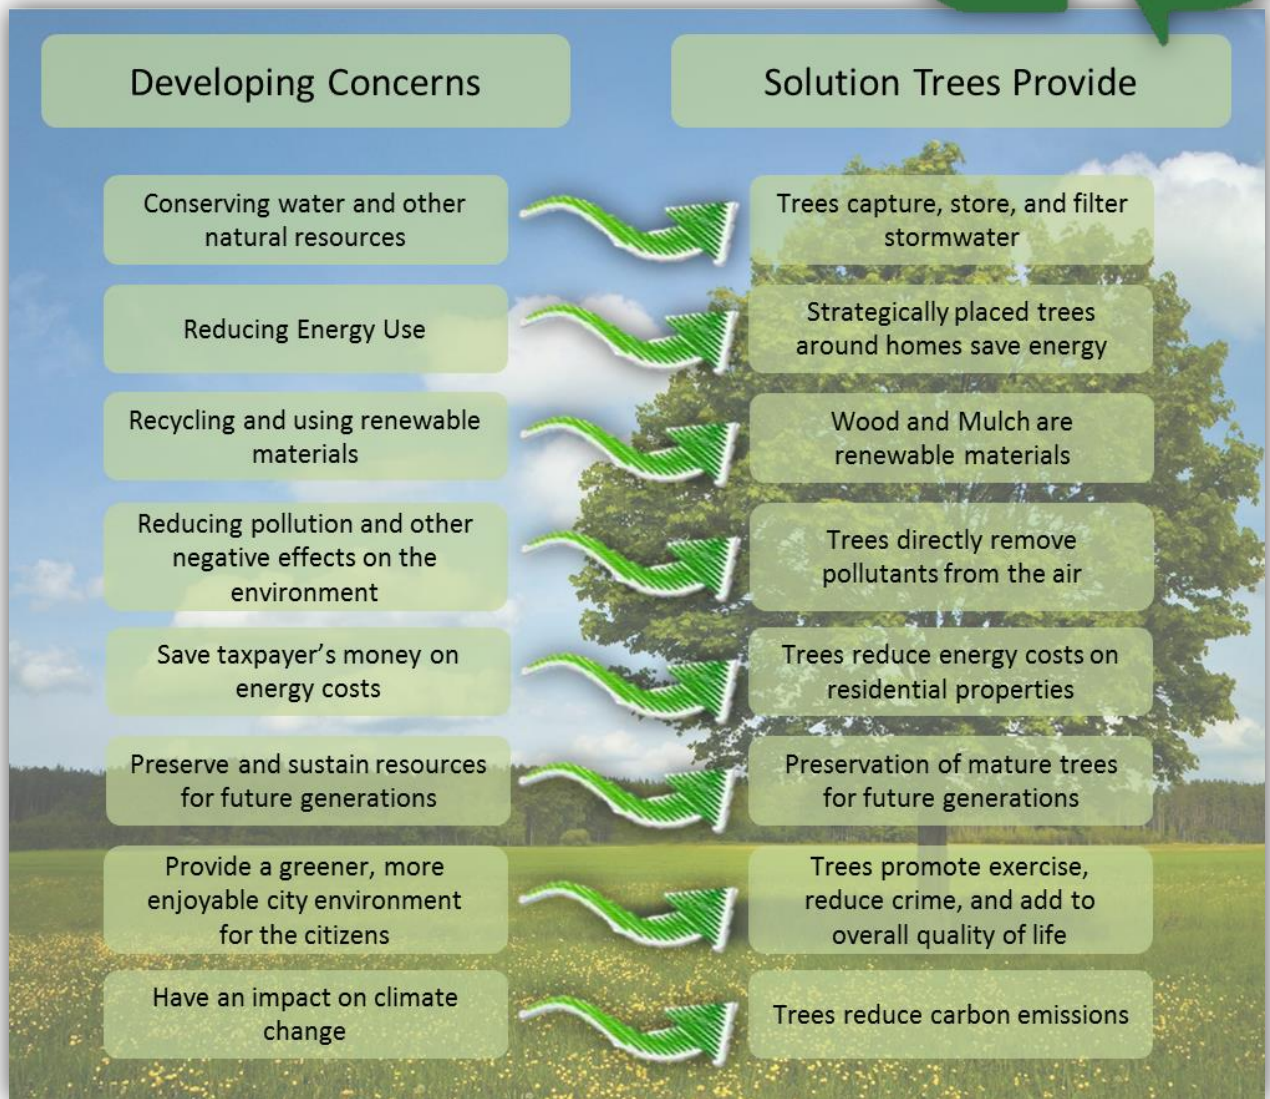 Developing Concerns
Solution Trees Provide
Conserving water and other
natural resources
Trees capture, store, and filter
stormwater
Reducing Energy Use
Strategically placed trees
around homes save energy
Recycling and using renewable
materials
Wood and Mulch are
renewable materials
Reducing pollution and other
negative effects on the
environment
Trees directly remove
pollutants from the air
Save taxpayer’s money on
energy costs
Trees reduce energy costs on
residential properties
Preserve and sustain resources
for future generations
Preservation of mature trees
for future generations
Provide a greener, more
enjoyable city environment
for the citizens
Trees promote exercise,
reduce crime, and add to
overall quality of life
Have an impact on climate
change
Trees reduce carbon emissions